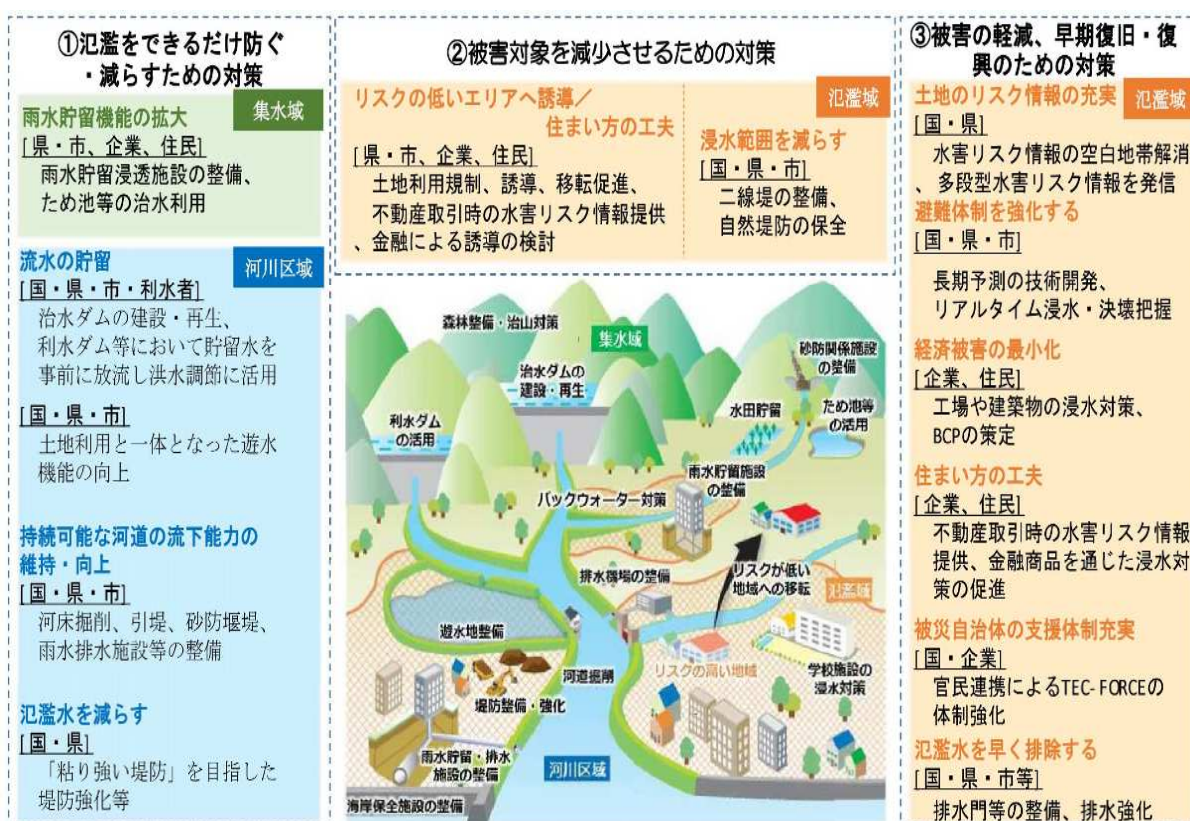 ①氾濫をできるだけ防ぐ
・減らすための対策
雨水貯留機能の拡大
集水域
[県・市、企業、住民]
雨水貯留浸透施設の整備、
ため池等の治水利用
流水の貯留
河川区域
[国・県・市・利水者]
治水ダムの建設・再生、
利水ダム等において貯留水を
事前に放流し洪水調節に活用
[国・県・市]
土地利用と一体となった遊水
機能の向上
持続可能な河道の流下能力の
維持・向上
[国・県・市]
河床掘削、引堤、砂防堰堤、
雨水排水施設等の整備
氾濫水を減らす
[国・県]
「粘り強い堤防」を目指した
堤防強化等
②被害対象を減少させるための対策
リスクの低いエリアへ誘導／
住まい方の工夫
[県・市、企業、住民]
土地利用規制、誘導、移転促進、
不動産取引時の水害リスク情報提供
、金融による誘導の検討
氾濫域
浸水範囲を減らす
[国・県・市]
二線堤の整備、
自然堤防の保全
森林整備・治山対策
集水域
砂防関係施設
の整備
治水ダムの
建設・再生
利水ダム
の活用
水田貯留
ため池等
の活用
雨水貯留施設
の整備
バックウォーター対策
排水機場の整備
リスクが低い
地域への移転
氾濫域
遊水地整備
リスクの高い地域
学校施設の
浸水対策
河道掘削
堤防整備・強化
雨水貯留・排水
施設の整備
河川区域
海岸保全施設の整備
③被害の軽減、早期復旧・復
興のための対策
土地のリスク情報の充実
氾濫域
[国・県]
水害リスク情報の空白地帯解消
、多段型水害リスク情報を発信
避難体制を強化する
[国・県・市]
長期予測の技術開発、
リアルタイム浸水・決壊把握
経済被害の最小化
[企業、住民]
工場や建築物の浸水対策、
BCPの策定
住まい方の工夫
[企業、住民]
不動産取引時の水害リスク情報
提供、金融商品を通じた浸水対
策の促進
被災自治体の支援体制充実
[国・企業]
官民連携によるTEC-FORCEの
体制強化
氾濫水を早く排除する
[国・県・市等]
排水門等の整備、排水強化